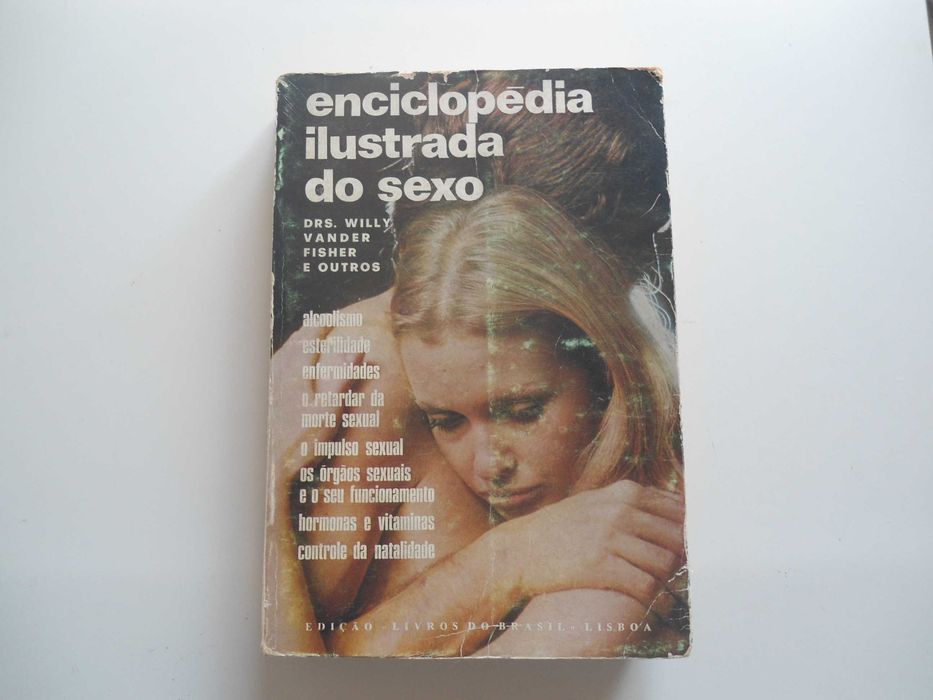 enciclopédia
ilustrada
do sexo
DRS. WILLY
VANDER
FISHER
E OUTROS
alcoolismo
esterilidade
enfermidades
o retardar da
morte sexual
o impulso sexual
os órgãos sexuais
e o seu funcionamento
hormonas e vitaminas
controle da natalidade
EDIÇÃO - LIVROS DO BRASIL - LISBOA